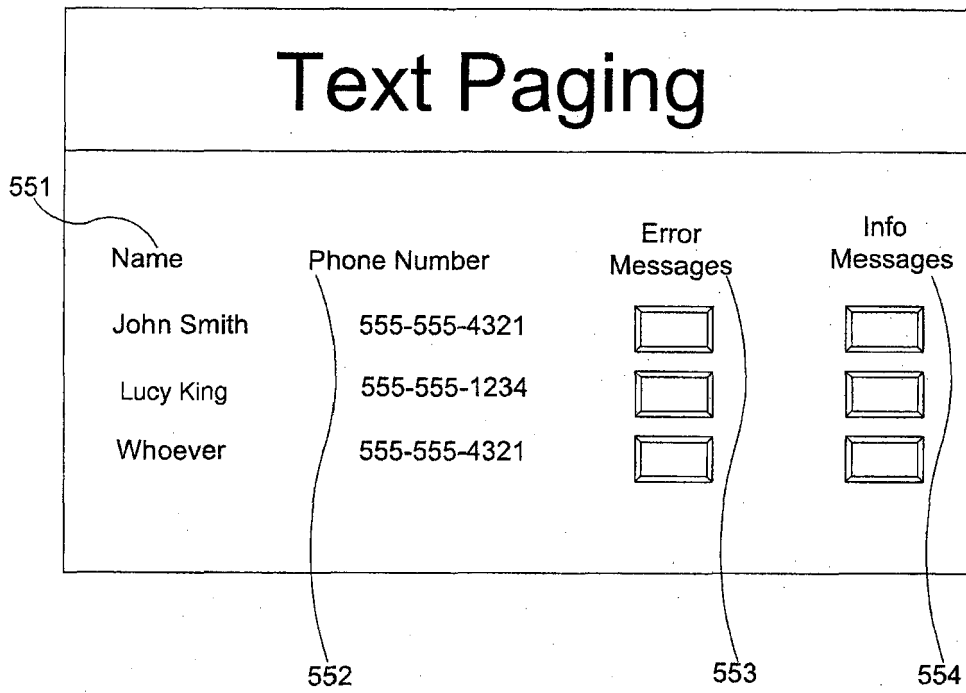 Text Paging
551
Name Phone Number Error Messages Info Messages
John Smith 555-555-4321
Lucy King 555-555-1234
Whoever 555-555-4321
552 553 554